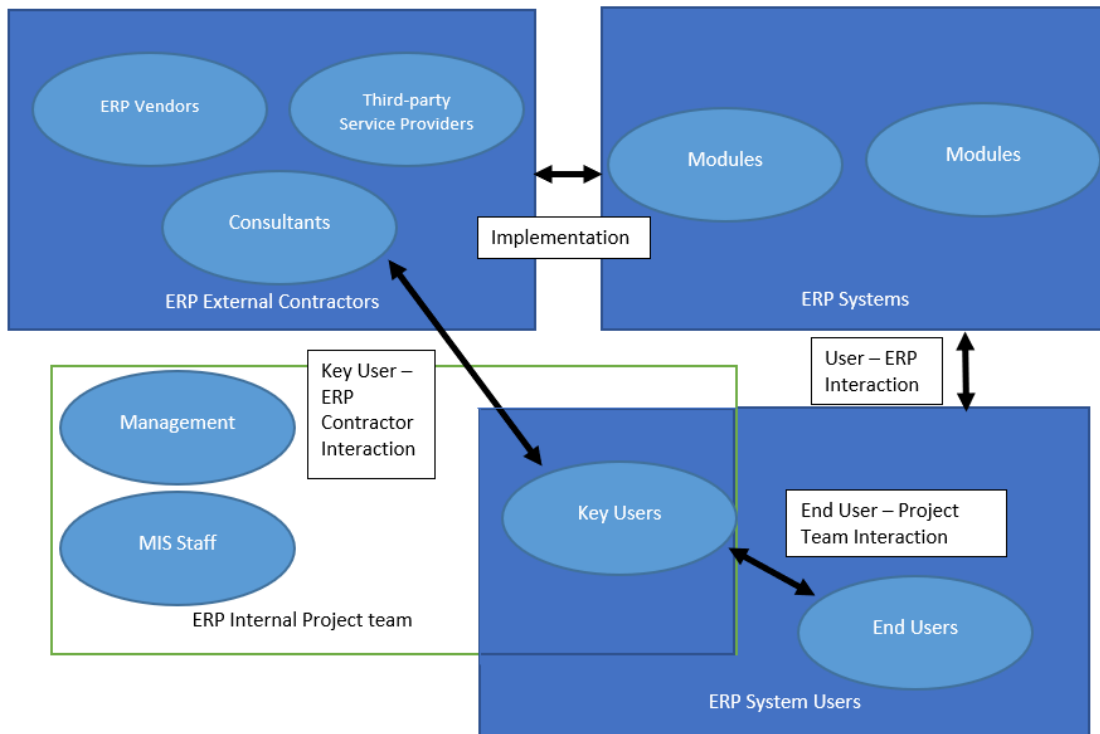 ERP Vendors
Third-party
Service Providers
Consultants
ERP External Contractors
Modules
Modules
ERP Systems
Implementation
User – ERP
Interaction
Key User –
ERP
Contractor
Interaction
Management
MIS Staff
ERP Internal Project team
Key Users
End User – Project
Team Interaction
End Users
ERP System Users